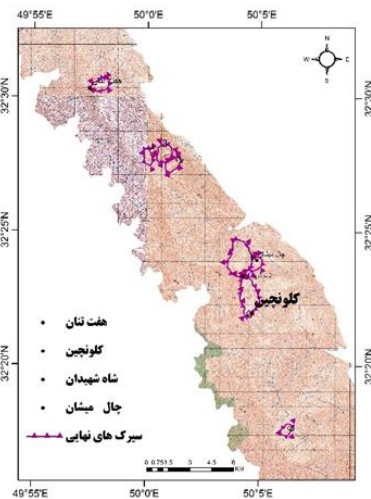 49°55'E 50°0'E 50°5'E
N
W E
S
32°30'N 32°30'N
32°25'N 32°25'N
چال میشان
کلونچین
هفت تنان
کلونچین
شاه شهیدان
چال میشان
سیرک های نهایی
32°20'N 32°20'N
0 0.75 1.5 3 4.5 6
KM
49°55'E 50°0'E 50°5'E